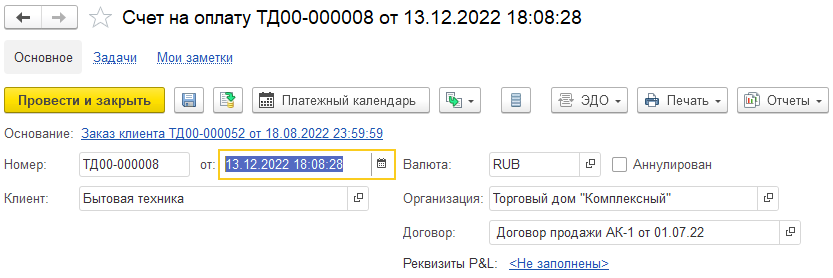 Счет на оплату ТД00-000008 от 13.12.2022 18:08:28
Основное Задачи Мои заметки
Провести и закрыть Платежный календарь ЭДО Печать Отчеты
Основание: Заказ клиента ТД00-000052 от 18.08.2022 23:59:59
Номер: ТД00-000008 от: 13.12.2022 18:08:28 Валюта: RUB Аннулирован
Клиент: Бытовая техника Организация: Торговый дом "Комплексный"
Договор: Договор продажи АК-1 от 01.07.22
Реквизиты P&L: <Не заполнены>